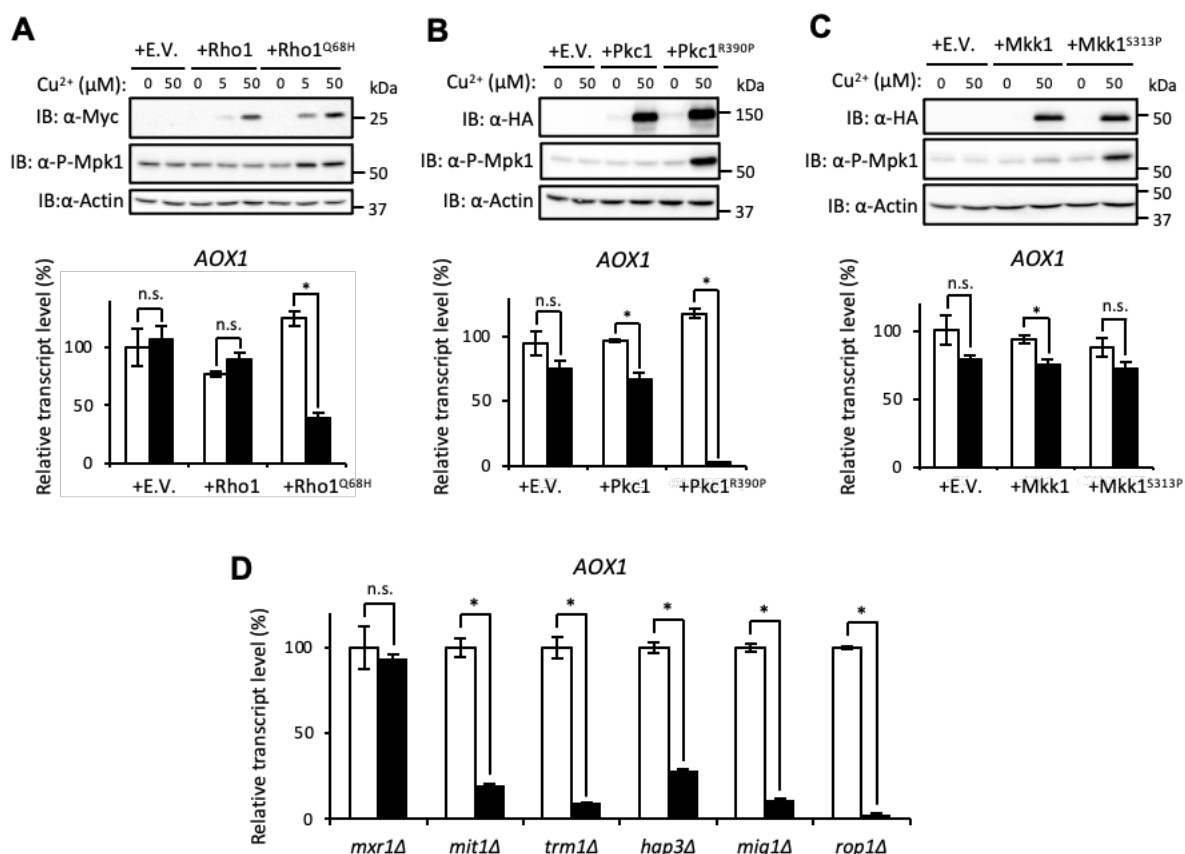 A
+E.V. +Rho1 +Rho1Q68H
Cu2+ (μM): 0 50 0 5 50 0 5 50 kDa
IB: α-Myc 25
IB: α-P-Mpk1 50
IB:α-Actin 37
AOX1
Relative transcript level (%)
100
50
0
n.s. n.s. *
+E.V. +Rho1 +Rho1Q68H
B
+E.V. +Pkc1 +Pkc1R390P
Cu2+ (μM): 0 50 0 50 0 50 kDa
IB: α-HA 150
IB: α-P-Mpk1 50
IB: α-Actin 37
AOX1
Relative transcript level (%)
100
50
0
n.s. * *
+E.V. +Pkc1 +Pkc1R390P
C
+E.V. +Mkk1 +Mkk1S313P
Cu2+ (μM): 0 50 0 50 0 50 kDa
IB: α-HA 50
IB: α-P-Mpk1 50
IB: α-Actin 50
37
AOX1
Relative transcript level (%)
100
50
0
n.s. * n.s.
+E.V. +Mkk1 +Mkk1S313P
D
AOX1
Relative transcript level (%)
100
50
0
n.s. * * * * *
mxr1Δ mit1Δ trm1Δ hap3Δ mig1Δ rop1Δ